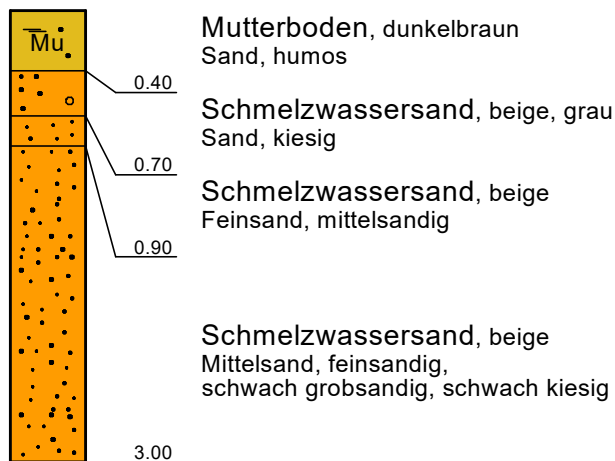 Mu
Mutterboden, dunkelbraun
Sand, humos
0.40
Schmelzwassersand, beige, grau
Sand, kiesig
0.70
Schmelzwassersand, beige
Feinsand, mittelsandig
0.90
Schmelzwassersand, beige
Mittelsand, feinsandig,
schwach grobsandig, schwach kiesig
3.00